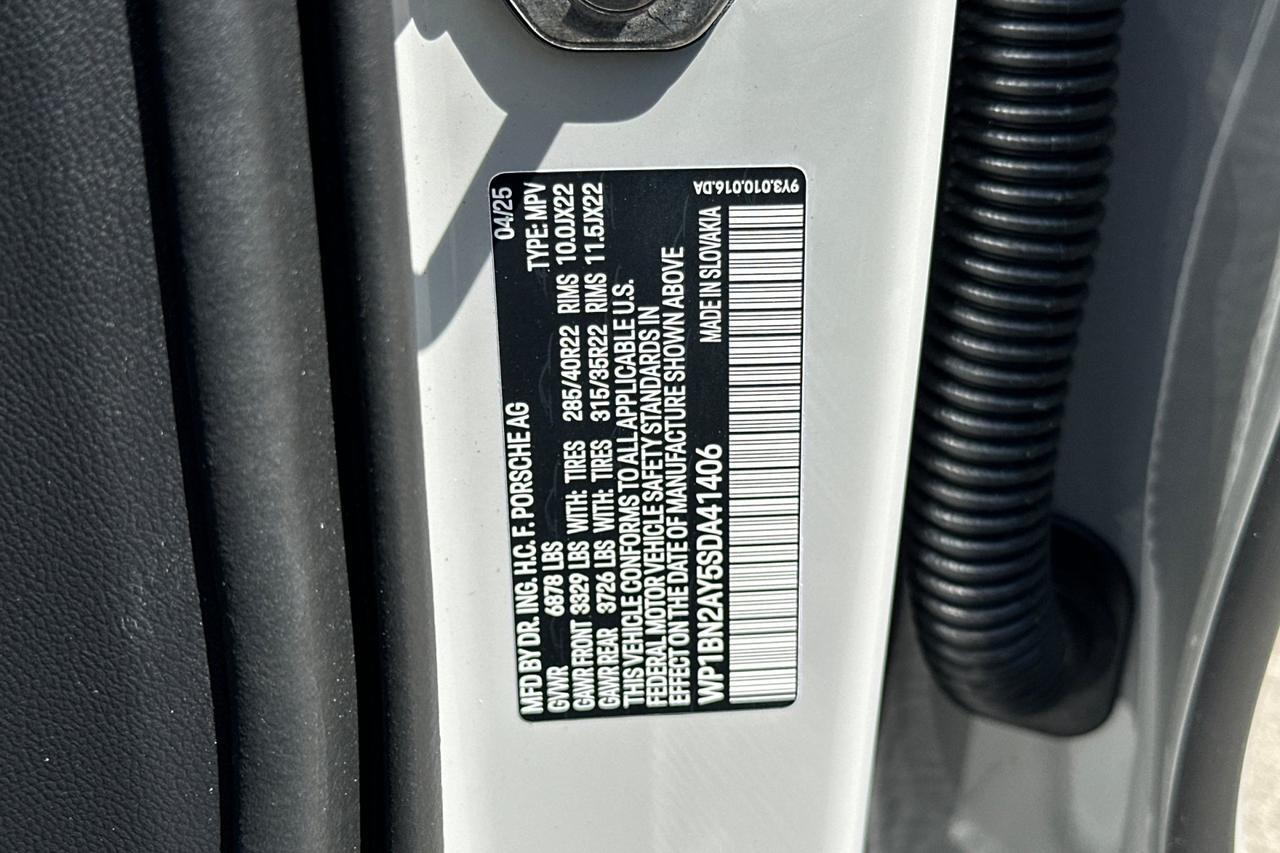 04/25
MFD BY DR. ING. H.C. F. PORSCHE AG TYPE: MPV
GVWR 6878 LBS
GAWR FRONT 3329 LBS WITH: TIRES 285/40R22 RIMS 10.0JX22
GAWR REAR 3726 LBS WITH: TIRES 315/35R22 RIMS 11.5JX22
THIS VEHICLE CONFORMS TO ALL APPLICABLE U.S.
FEDERAL MOTOR VEHICLE SAFETY STANDARDS IN
EFFECT ON THE DATE OF MANUFACTURE SHOWN ABOVE
WP1BN2AY5SDA41406 MADE IN SLOVAKIA
9Y3.010.016.DA